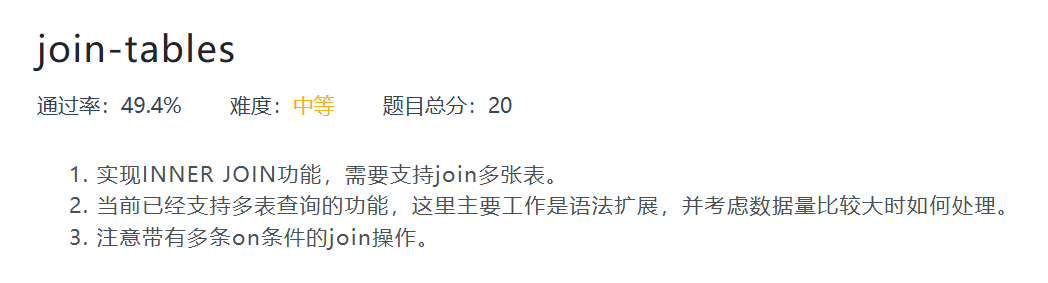 join-tables
通过率：49.4% 难度：中等 题目总分：20
1. 实现INNER JOIN功能，需要支持join多张表。
2. 当前已经支持多表查询的功能，这里主要工作是语法扩展，并考虑数据量比较大时如何处理。
3. 注意带有多条on条件的join操作。